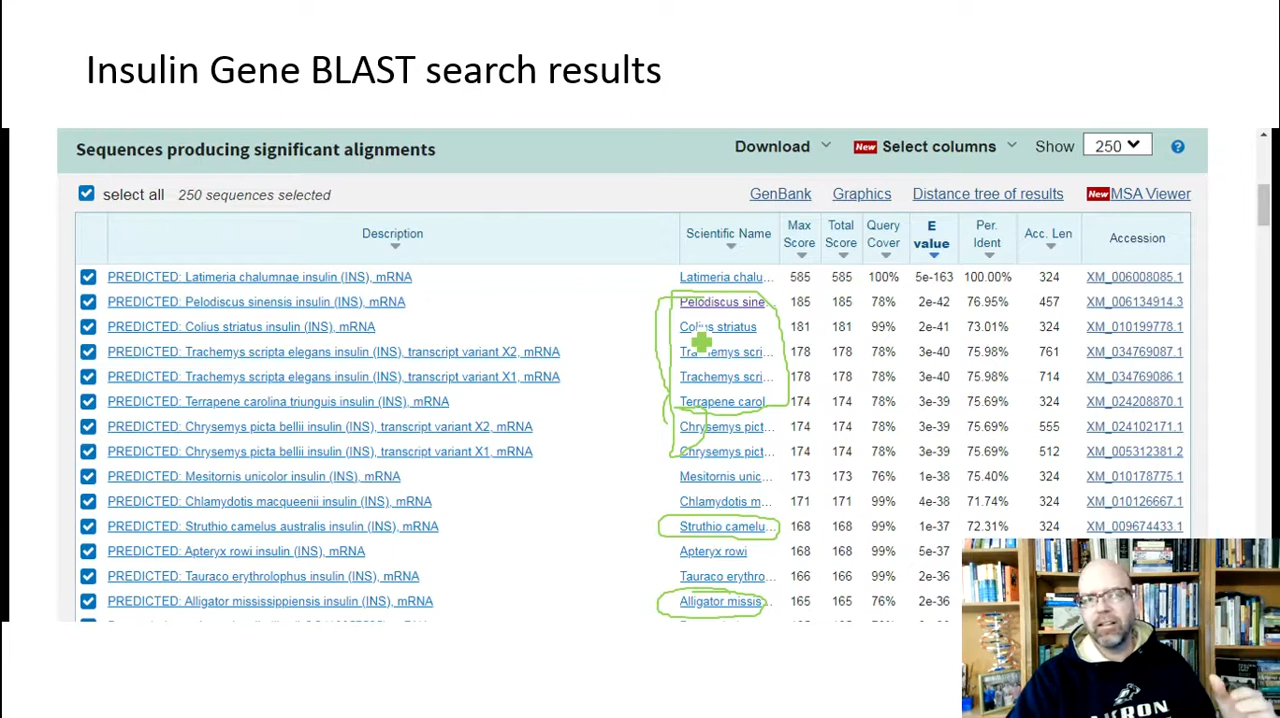 Insulin Gene BLAST search results
Sequences producing significant alignments Download New Select columns Show 250 ?
select all 250 sequences selected GenBank Graphics Distance tree of results New MSA Viewer
Description Scientific Name Max Score Total Score Query Cover E value Per. Ident Acc. Len Accession
PREDICTED: Latimeria chalumnae insulin (INS), mRNA Latimeria chalu... 585 585 100% 5e-163 100.00% 324 XM_006008085.1
PREDICTED: Pelodiscus sinensis insulin (INS), mRNA Pelodiscus sine... 185 185 78% 2e-42 76.95% 457 XM_006134914.3
PREDICTED: Colius striatus insulin (INS), mRNA Colius striatus 181 181 99% 2e-41 73.01% 324 XM_010199778.1
PREDICTED: Trachemys scripta elegans insulin (INS), transcript variant X2, mRNA Trachemys scri... 178 178 78% 3e-40 75.98% 761 XM_034769087.1
PREDICTED: Trachemys scripta elegans insulin (INS), transcript variant X1, mRNA Trachemys scri... 178 178 78% 3e-40 75.98% 714 XM_034769086.1
PREDICTED: Terrapene carolina triunguis insulin (INS), mRNA Terrapene carol... 174 174 78% 3e-39 75.69% 562 XM_024208870.1
PREDICTED: Chrysemys picta bellii insulin (INS), transcript variant X2, mRNA Chrysemys pict... 174 174 78% 3e-39 75.69% 555 XM_024102171.1
PREDICTED: Chrysemys picta bellii insulin (INS), transcript variant X1, mRNA Chrysemys pict... 174 174 78% 3e-39 75.69% 512 XM_005312381.2
PREDICTED: Mesitornis unicolor insulin (INS), mRNA Mesitornis unic... 173 173 76% 1e-38 75.40% 324 XM_010178775.1
PREDICTED: Chlamydotis macqueenii insulin (INS), mRNA Chlamydotis m... 171 171 99% 4e-38 71.74% 324 XM_010126667.1
PREDICTED: Struthio camelus australis insulin (INS), mRNA Struthio camelu... 168 168 99% 1e-37 72.31% 324 XM_009674433.1
PREDICTED: Apteryx rowi insulin (INS), mRNA Apteryx rowi 168 168 99% 5e-37
PREDICTED: Tauraco erythrolophus insulin (INS), mRNA Tauraco erythro... 166 166 99% 2e-36
PREDICTED: Alligator mississippiensis insulin (INS), mRNA Alligator missis... 165 165 76% 2e-36
AKRON